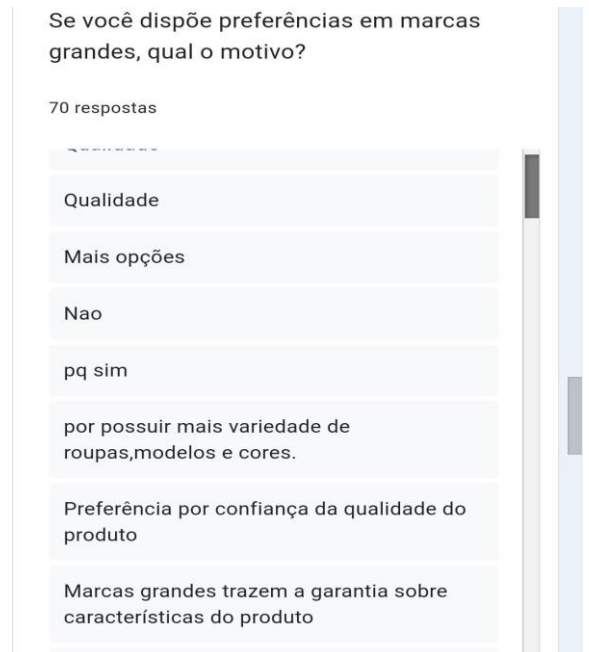 Se você dispõe preferências em marcas
grandes, qual o motivo?
70 respostas
Qualidade
Mais opções
Nao
pq sim
por possuir mais variedade de
roupas,modelos e cores.
Preferência por confiança da qualidade do
produto
Marcas grandes trazem a garantia sobre
características do produto